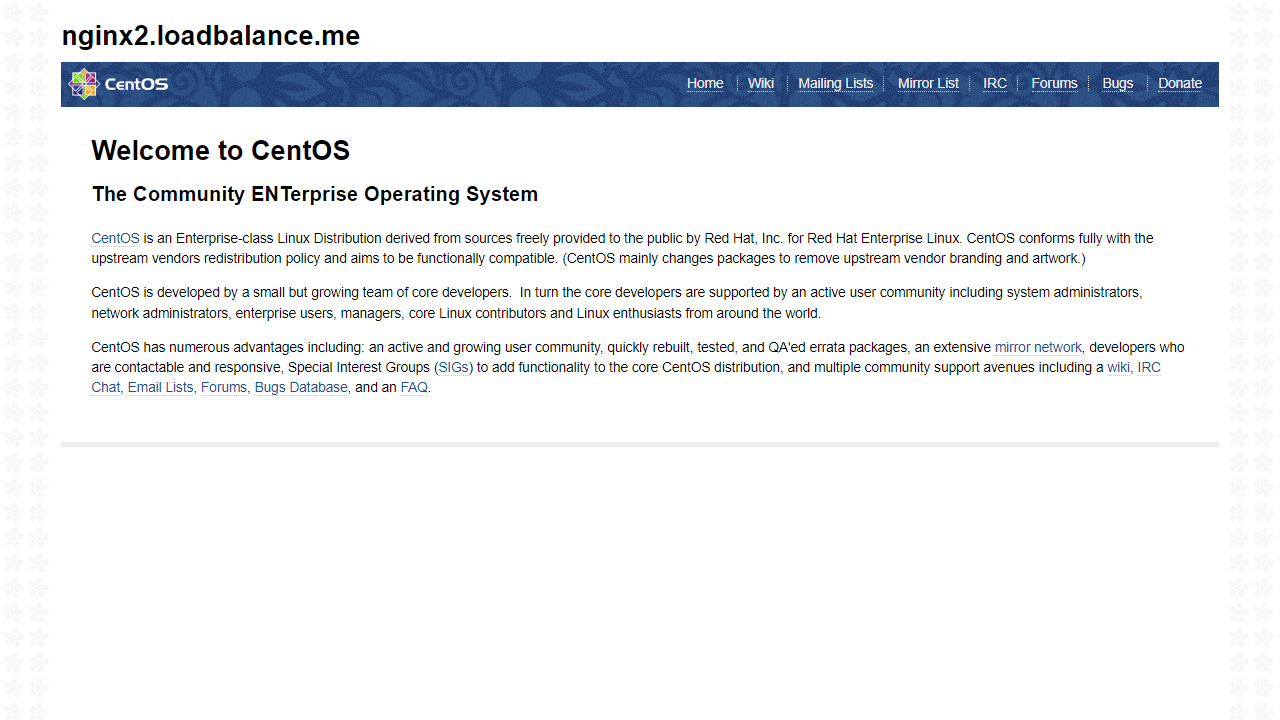 nginx2.loadbalance.me
CentOS
Home Wiki Mailing Lists Mirror List IRC Forums Bugs Donate
Welcome to CentOS
The Community ENTerprise Operating System
CentOS is an Enterprise-class Linux Distribution derived from sources freely provided to the public by Red Hat, Inc. for Red Hat Enterprise Linux. CentOS conforms fully with the
upstream vendors redistribution policy and aims to be functionally compatible. (CentOS mainly changes packages to remove upstream vendor branding and artwork.)
CentOS is developed by a small but growing team of core developers.  In turn the core developers are supported by an active user community including system administrators,
network administrators, enterprise users, managers, core Linux contributors and Linux enthusiasts from around the world.
CentOS has numerous advantages including: an active and growing user community, quickly rebuilt, tested, and QA'ed errata packages, an extensive mirror network, developers who
are contactable and responsive, Special Interest Groups (SIGs) to add functionality to the core CentOS distribution, and multiple community support avenues including a wiki, IRC
Chat, Email Lists, Forums, Bugs Database, and an FAQ.